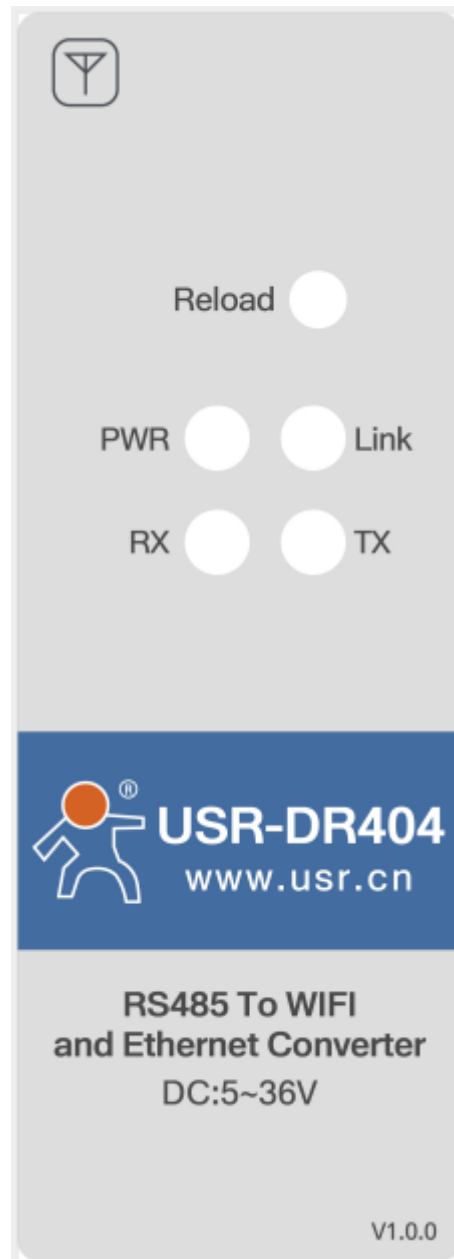 Reload
PWR Link
RX TX
®
USR-DR404
www.usr.cn
RS485 To WIFI
and Ethernet Converter
DC:5~36V
V1.0.0